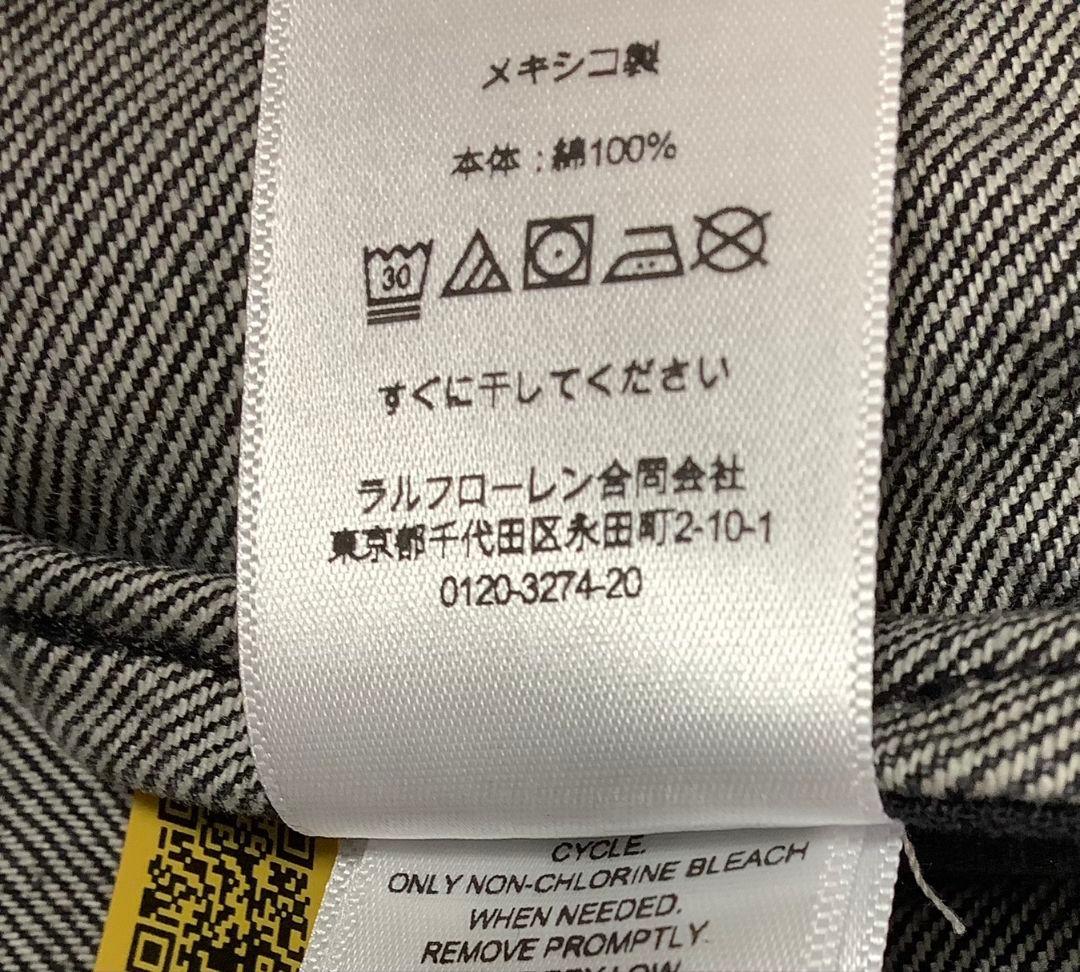 メキシコ製
本体：綿100%
30
すぐに干してください
ラルフローレン合同会社
東京都千代田区永田町2-10-1
0120-3274-20
CYCLE.
ONLY NON-CHLORINE BLEACH
WHEN NEEDED.
REMOVE PROMPTLY.
LOW